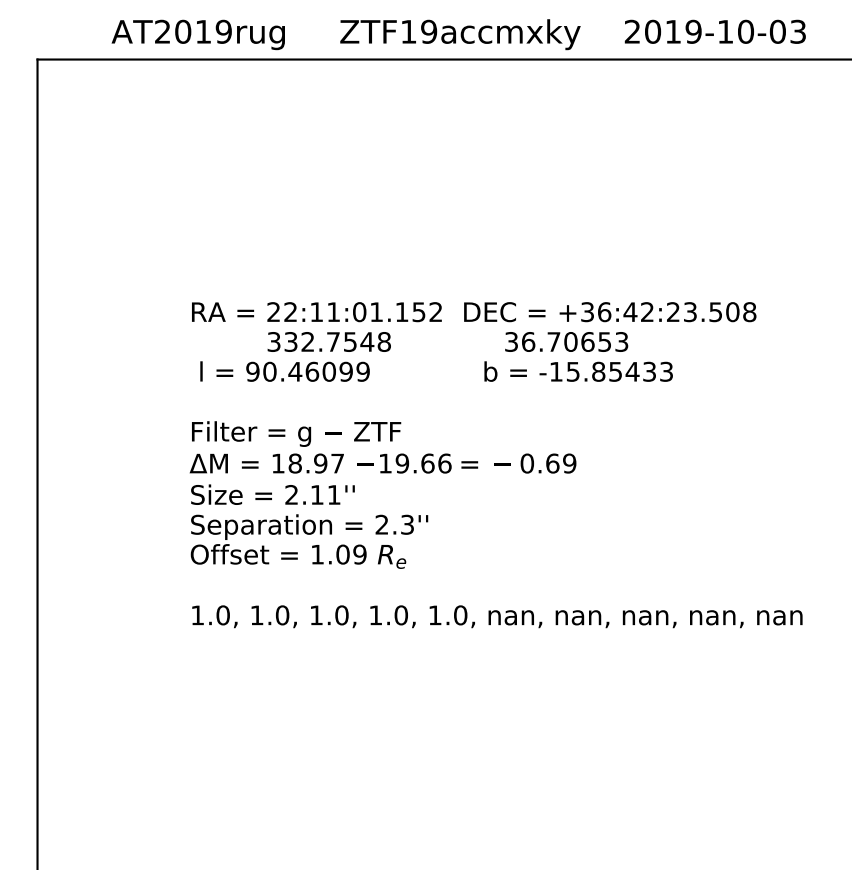 AT2019rug ZTF19accmxky 2019-10-03
RA = 22:11:01.152 DEC = +36:42:23.508
332.7548 36.70653
l = 90.46099 b = -15.85433
Filter = g − ZTF
ΔM = 18.97 −19.66 = − 0.69
Size = 2.11''
Separation = 2.3''
Offset = 1.09 Rₑ
1.0, 1.0, 1.0, 1.0, 1.0, nan, nan, nan, nan, nan